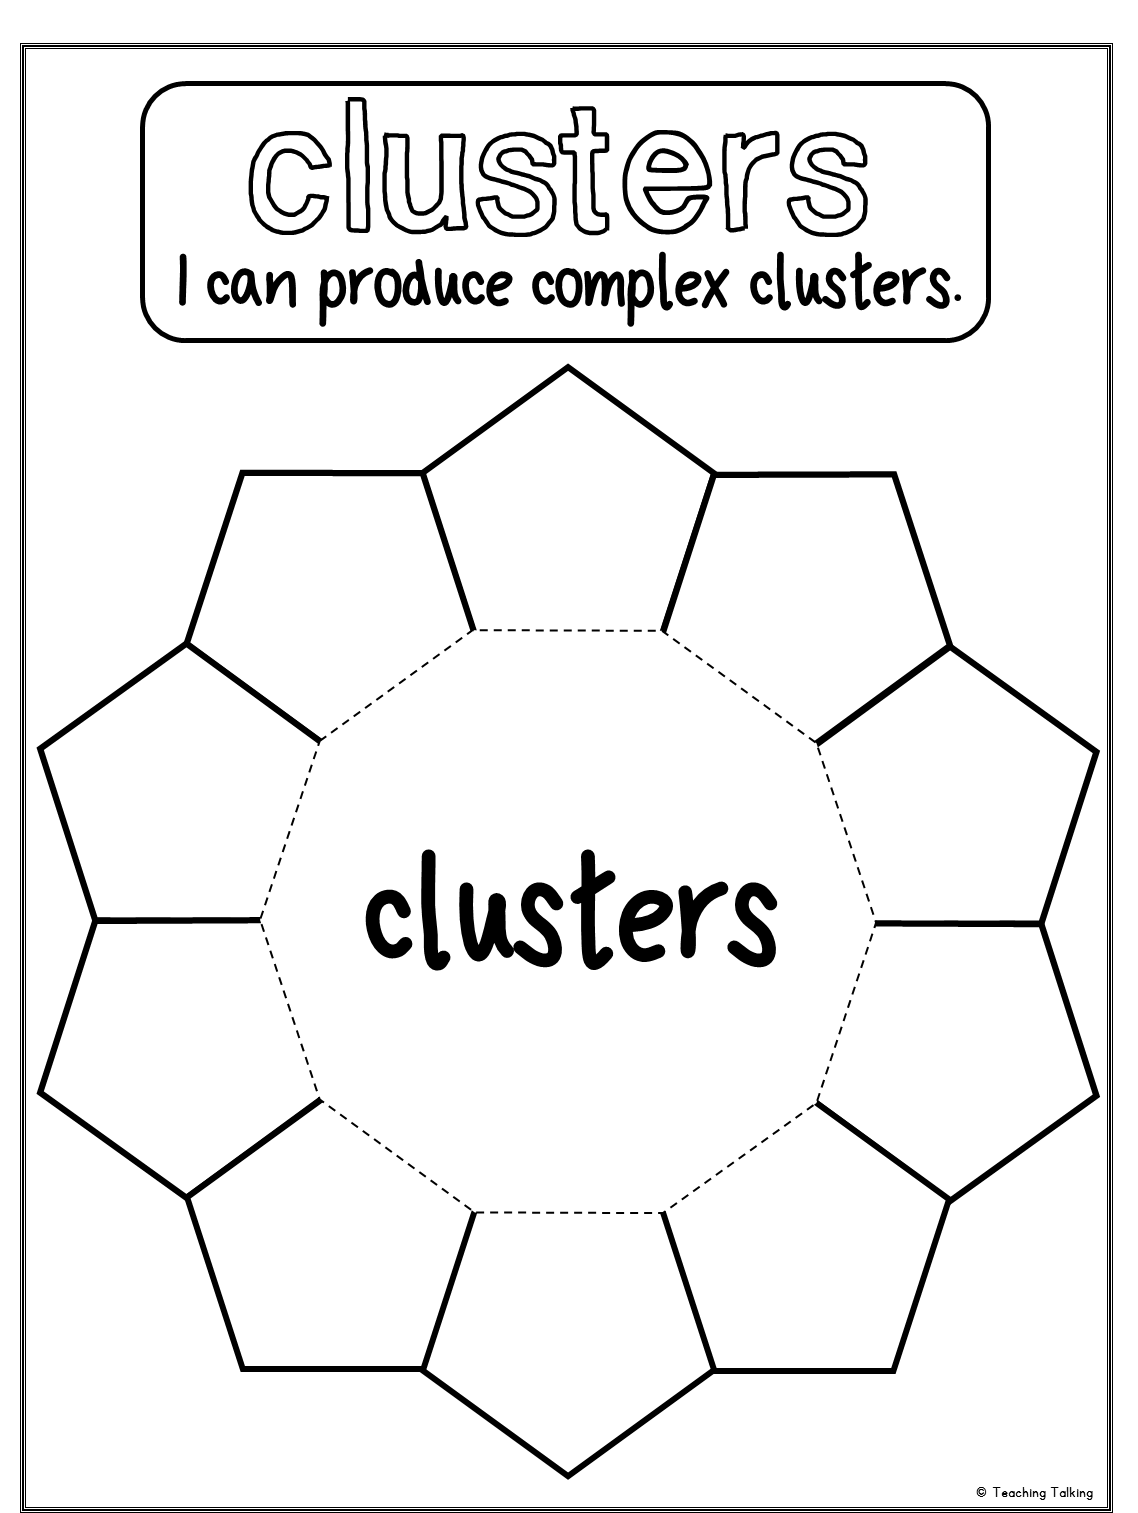 clusters
I can produce complex clusters.
clusters
© Teaching Talking